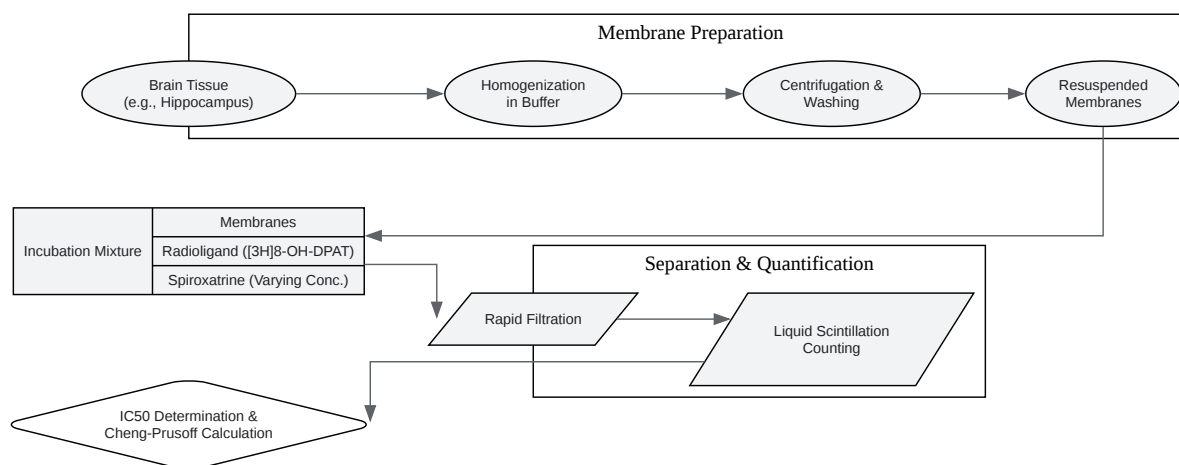 Membrane Preparation
Brain Tissue
(e.g., Hippocampus)
Homogenization
in Buffer
Centrifugation &
Washing
Resuspended
Membranes
Incubation Mixture
Membranes
Radioligand ([3H]8-OH-DPAT)
Spiroxatrine (Varying Conc.)
Separation & Quantification
Rapid Filtration
Liquid Scintillation
Counting
IC50 Determination &
Cheng-Prusoff Calculation